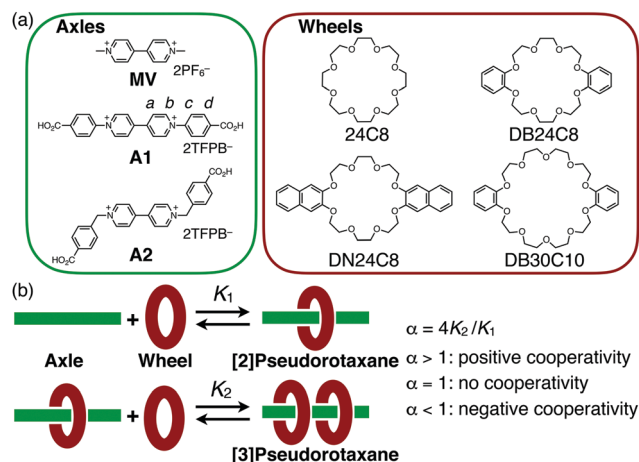 (a)
Axles
Wheels
N+
+N
MV
2PF6−
a b c d
HO2C
N+
N+
CO2H
A1
2TFPB−
CO2H
N+
N+
A2
2TFPB−
HO2C
O O O O O O O O
24C8
O O O O O O O O
DB24C8
O O O O O O O O
DN24C8
O O O O O O O O O O
DB30C10
(b)
+
K1
α = 4K2/K1
Axle
Wheel
[2]Pseudorotaxane
α > 1: positive cooperativity
α = 1: no cooperativity
+
K2
α < 1: negative cooperativity
[3]Pseudorotaxane